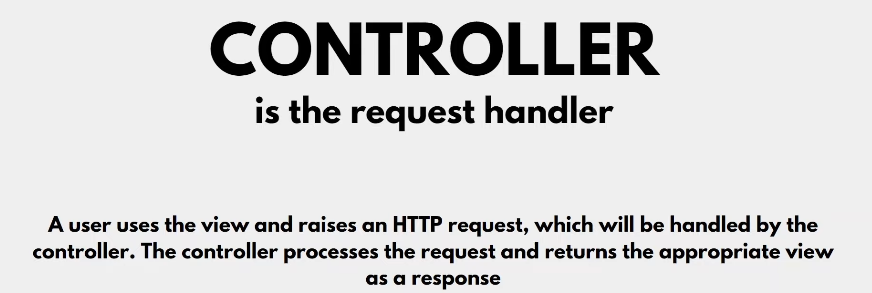 CONTROLLER
is the request handler
A user uses the view and raises an HTTP request, which will be handled by the
controller. The controller processes the request and returns the appropriate view
as a response